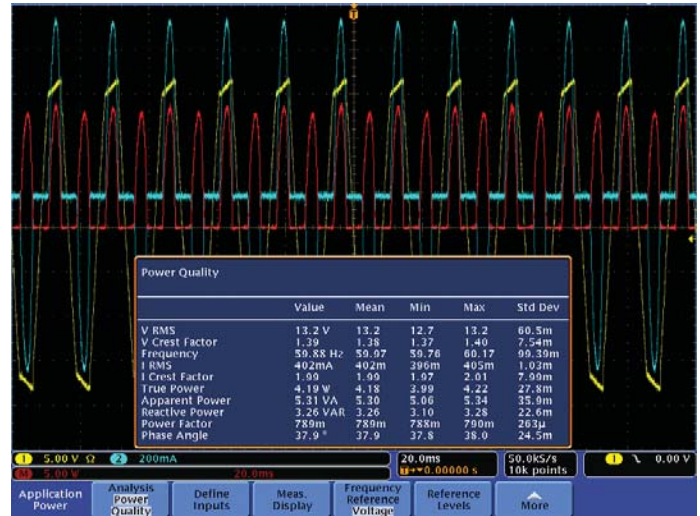 T
Power Quality
Value Mean Min Max Std Dev
V RMS 13.2 V 13.2 12.7 13.2 60.5m
V Crest Factor 1.39 1.38 1.37 1.40 7.54m
Frequency 59.88 Hz 59.97 59.76 60.17 99.39m
I RMS 402mA 402m 396m 405m 1.03m
I Crest Factor 1.99 1.99 1.97 2.01 7.99m
True Power 4.19 W 4.18 3.99 4.22 27.8m
Apparent Power 5.31 VA 5.30 5.06 5.34 35.9m
Reactive Power 3.26 VAR 3.26 3.10 3.28 22.6m
Power Factor 789m 789m 788m 790m 263µ
Phase Angle 37.9 ° 37.9 37.8 38.0 24.5m
1 5.00 V Ω 2 200mA 20.0ms 50.0kS/s 1 0.00 V
M 5.00 W 20.0ms T→▾0.00000 s 10k points
Application Power
Analysis Power Quality
Define Inputs
Meas. Display
Frequency Reference Voltage
Reference Levels
More